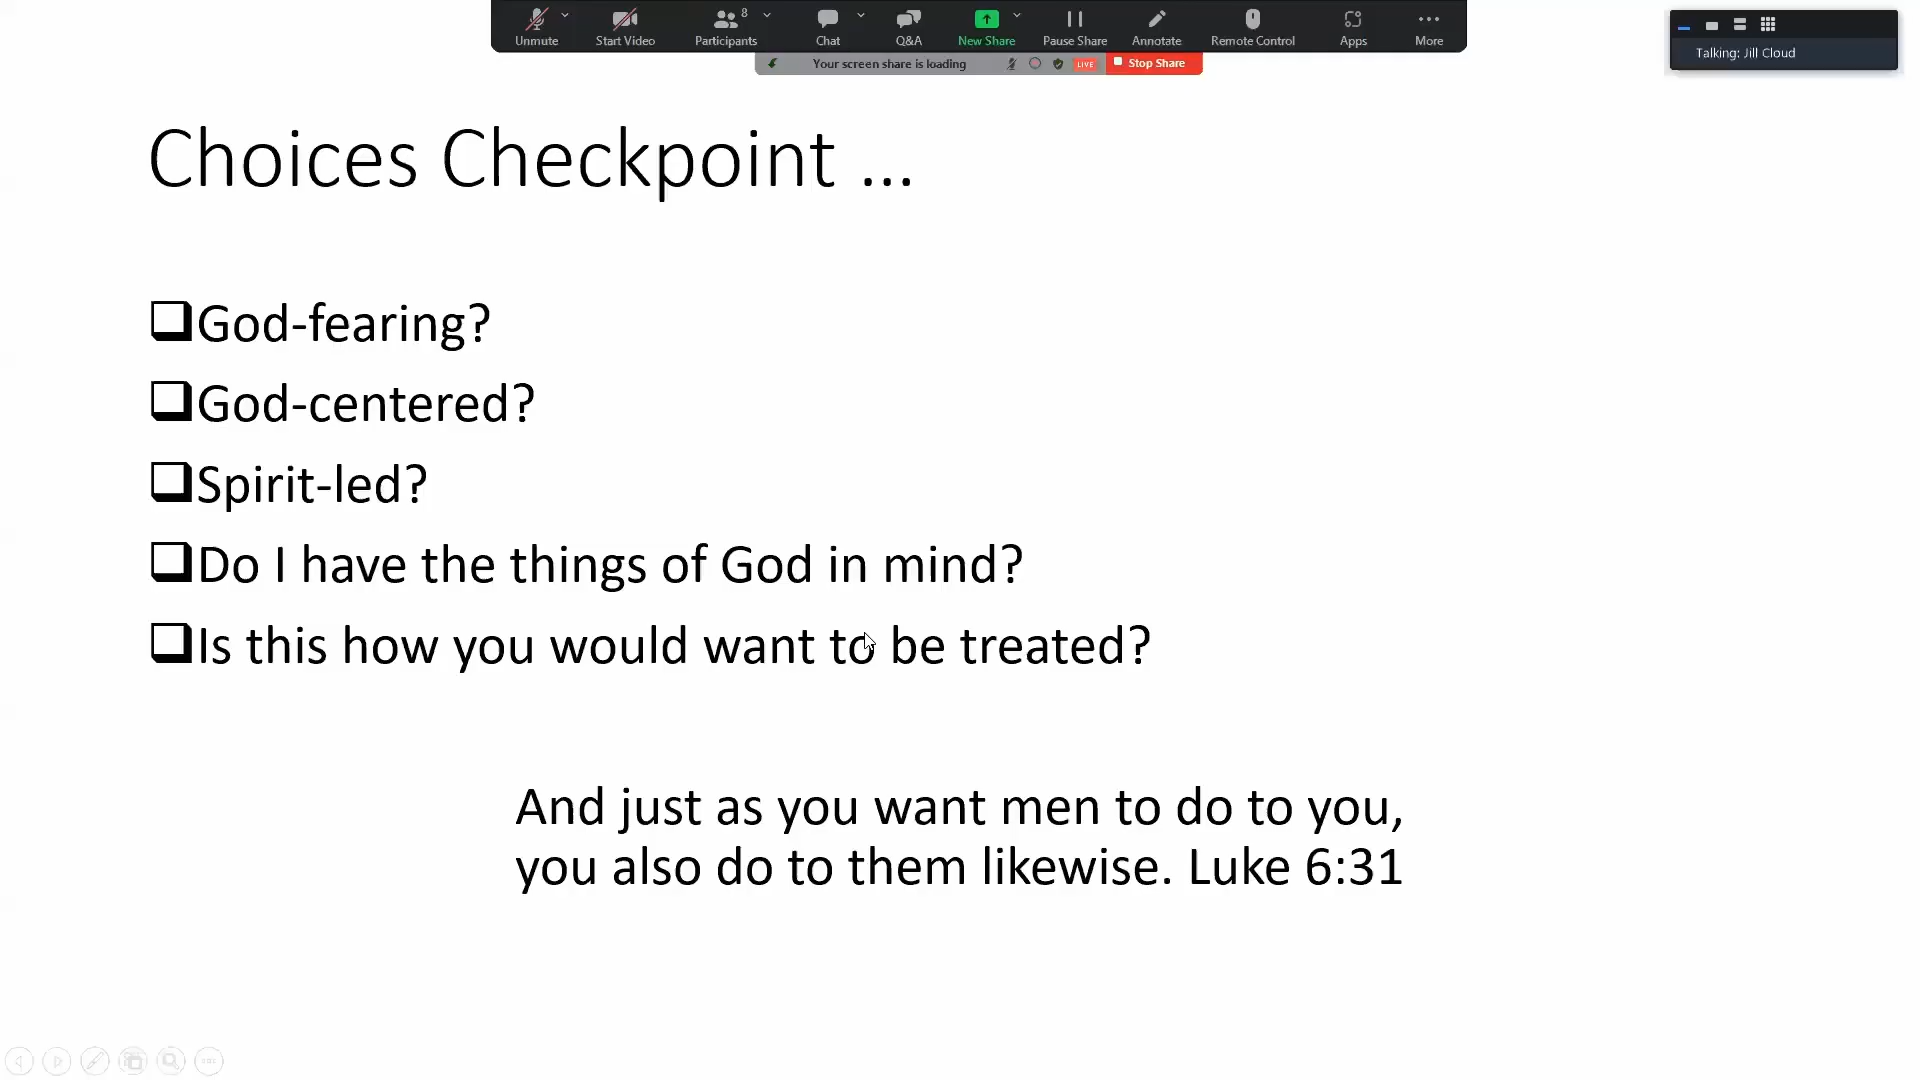 8
Unmute
Start Video
Participants
Chat
Q&A
New Share
Pause Share
Annotate
Remote Control
Apps
More
Your screen share is loading
LIVE
Stop Share
Talking: Jill Cloud
Choices Checkpoint ...
God-fearing?
God-centered?
Spirit-led?
Do I have the things of God in mind?
Is this how you would want to be treated?
And just as you want men to do to you,
you also do to them likewise. Luke 6:31